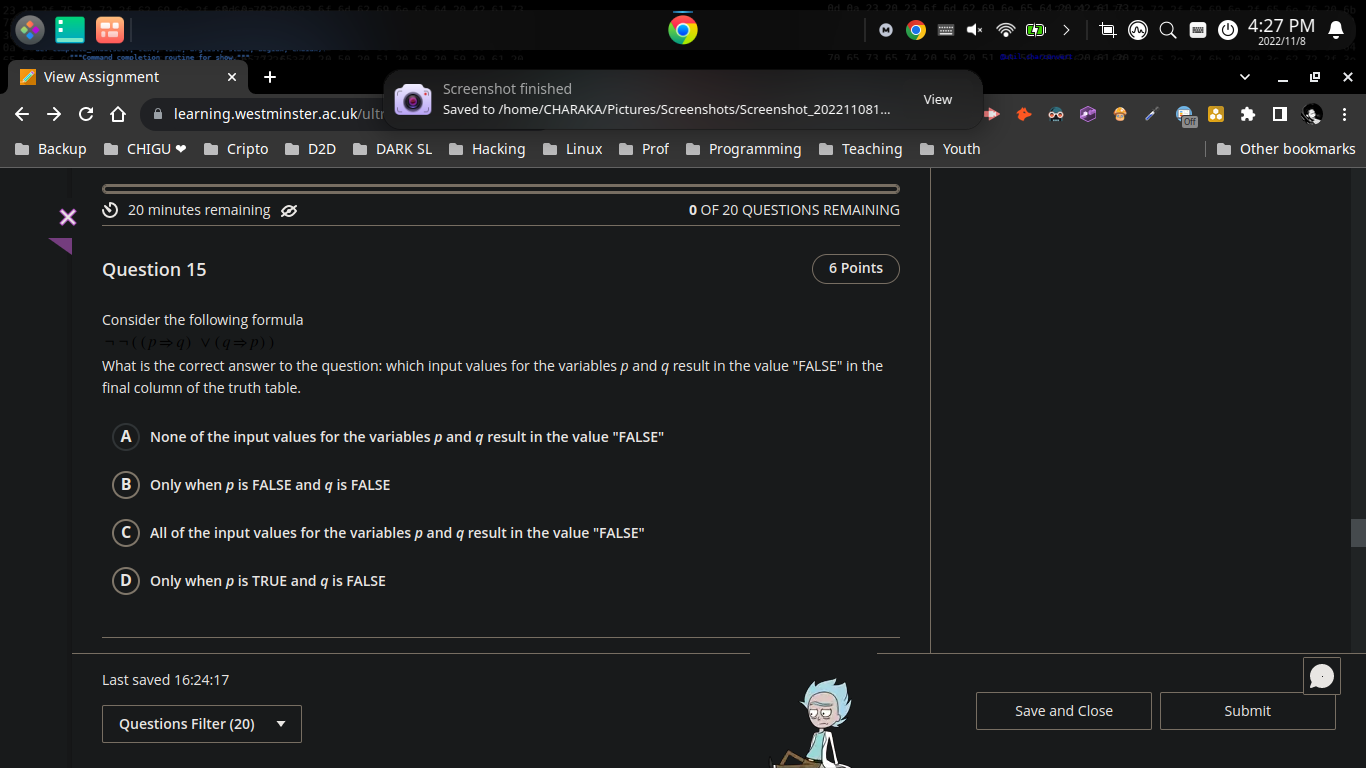 4:27 PM
2022/11/8
View Assignment
Screenshot finished
Saved to /home/CHARAKA/Pictures/Screenshots/Screenshot_202211081...
View
learning.westminster.ac.uk/ultr
Off
Backup
CHIGU ❤
Cripto
D2D
DARK SL
Hacking
Linux
Prof
Programming
Teaching
Youth
Other bookmarks
20 minutes remaining
0 OF 20 QUESTIONS REMAINING
Question 15
6 Points
Consider the following formula
¬¬((p⇒q) ∨(q⇒p))
What is the correct answer to the question: which input values for the variables p and q result in the value "FALSE" in the
final column of the truth table.
A None of the input values for the variables p and q result in the value "FALSE"
B Only when p is FALSE and q is FALSE
C All of the input values for the variables p and q result in the value "FALSE"
D Only when p is TRUE and q is FALSE
Last saved 16:24:17
Questions Filter (20)
Save and Close
Submit